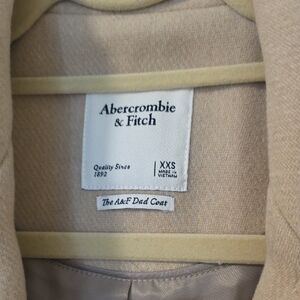 Abercrombie
& Fitch
Quality Since
1892
XXS
MADE IN
VIETNAM
The A&F Dad Coat